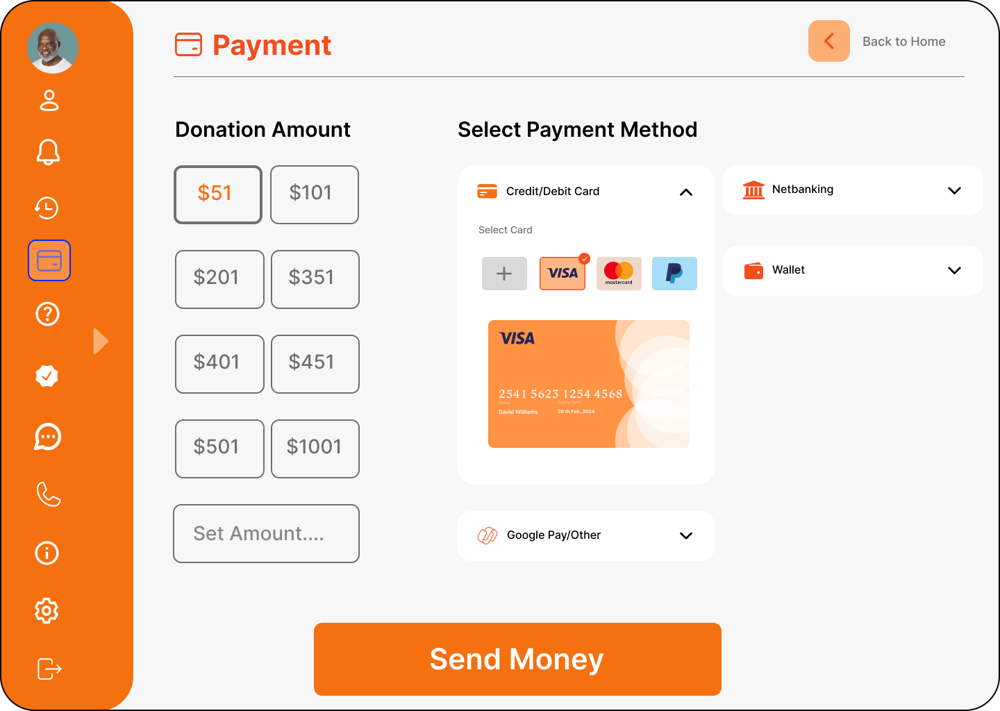 Payment
Back to Home
Donation Amount
$51
$101
$201
$351
$401
$451
$501
$1001
Set Amount....
Select Payment Method
Credit/Debit Card
Select Card
VISA
mastercard
VISA
2541 5623 1254 4568
Name
Expiry Date
David Williams
29 th Feb, 2024
Google Pay/Other
Netbanking
Wallet
Send Money